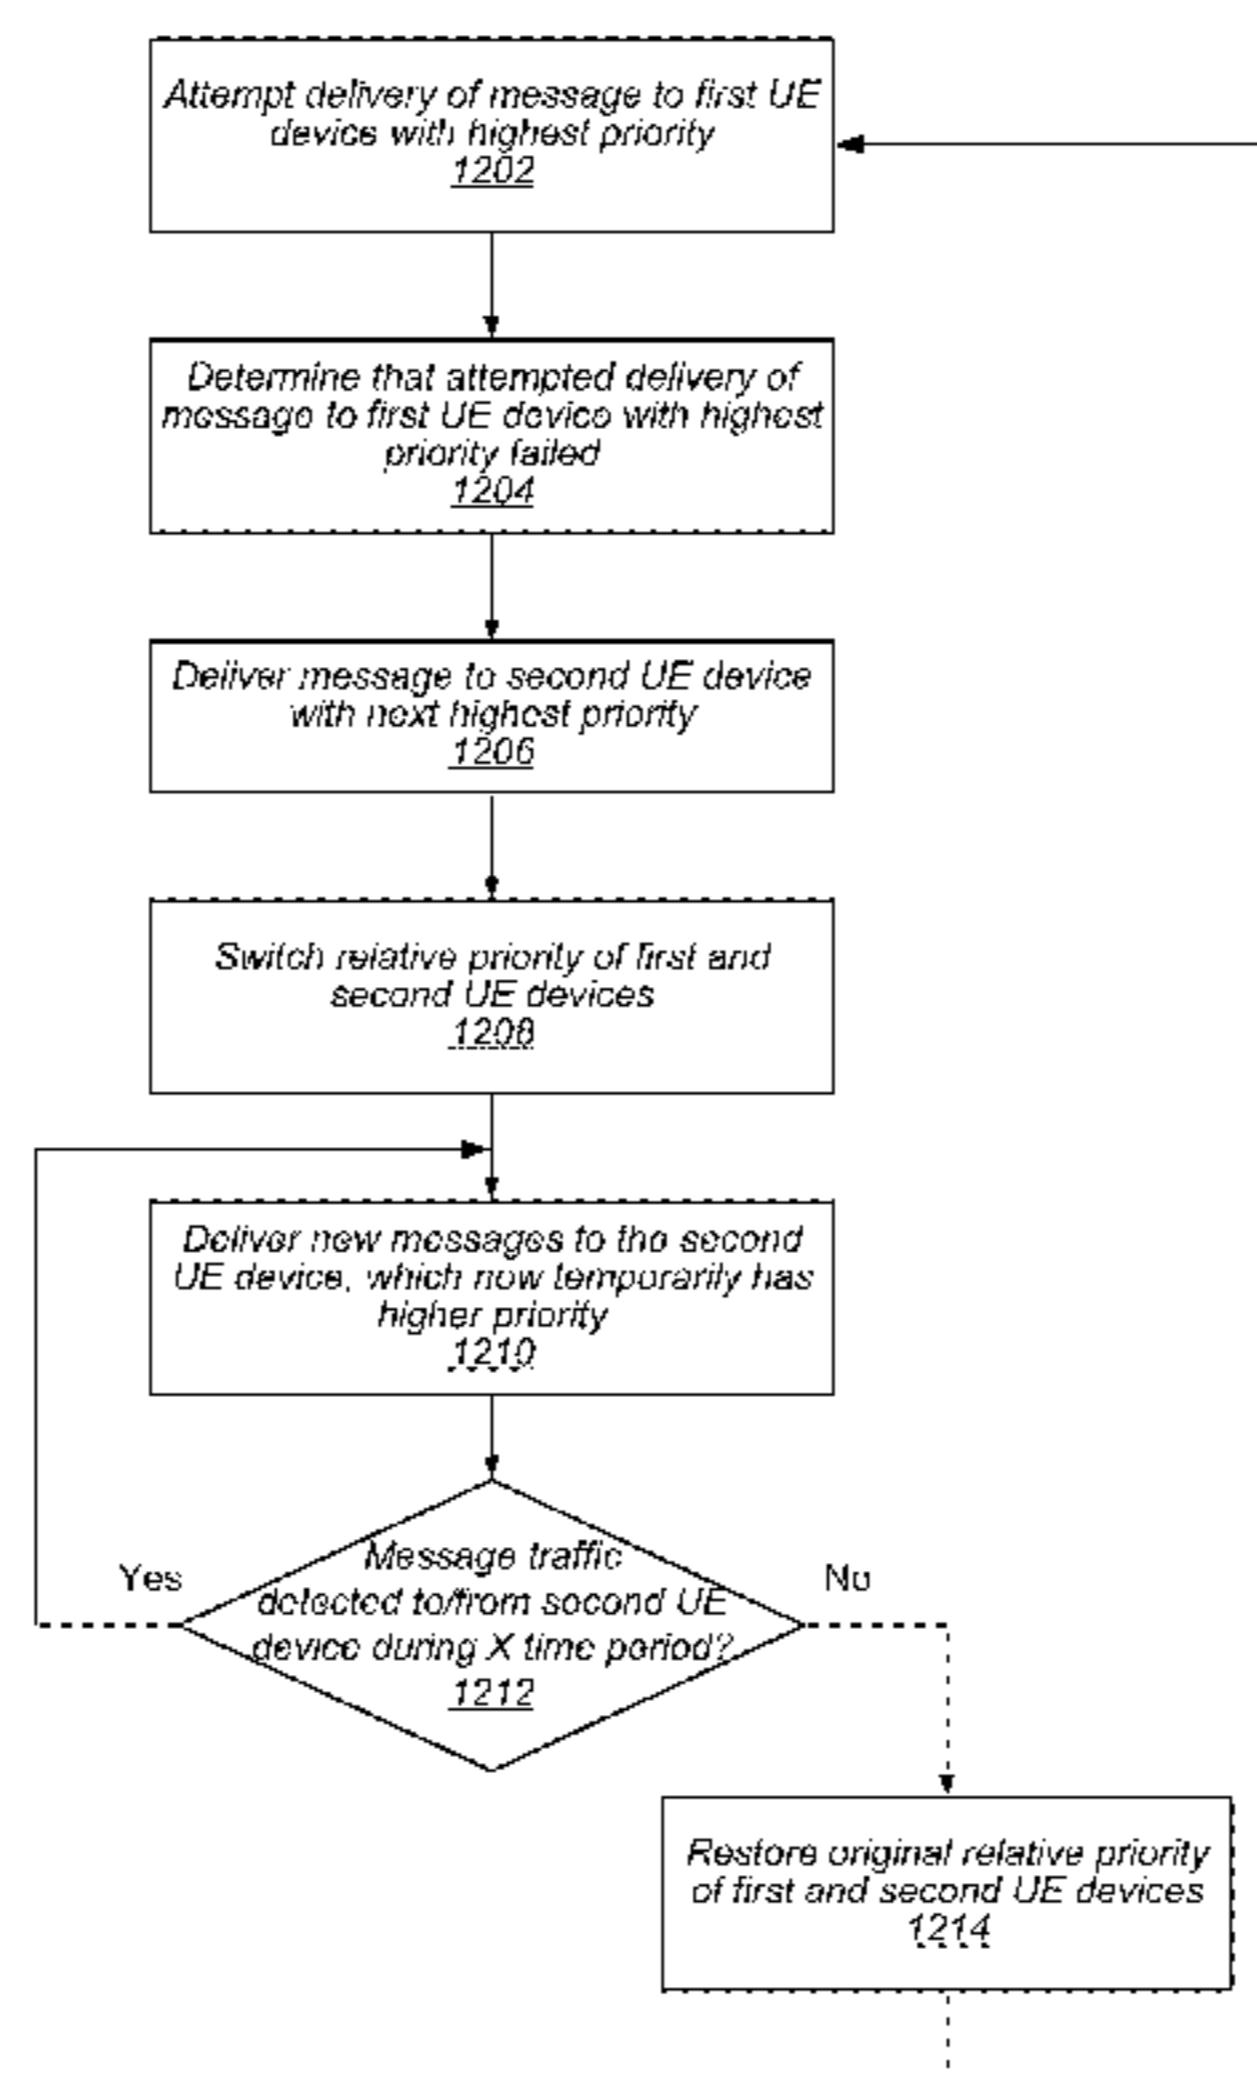 Attempt delivery of message to first UE
device with highest priority
1202
Determine that attempted delivery of
message to first UE device with highest
priority failed
1204
Deliver message to second UE device
with next highest priority
1206
Switch relative priority of first and
second UE devices
1208
Deliver new messages to the second
UE device, which now temporarily has
higher priority
1210
Yes
No
Message traffic
detected to/from second UE
device during X time period?
1212
Restore original relative priority
of first and second UE devices
1214